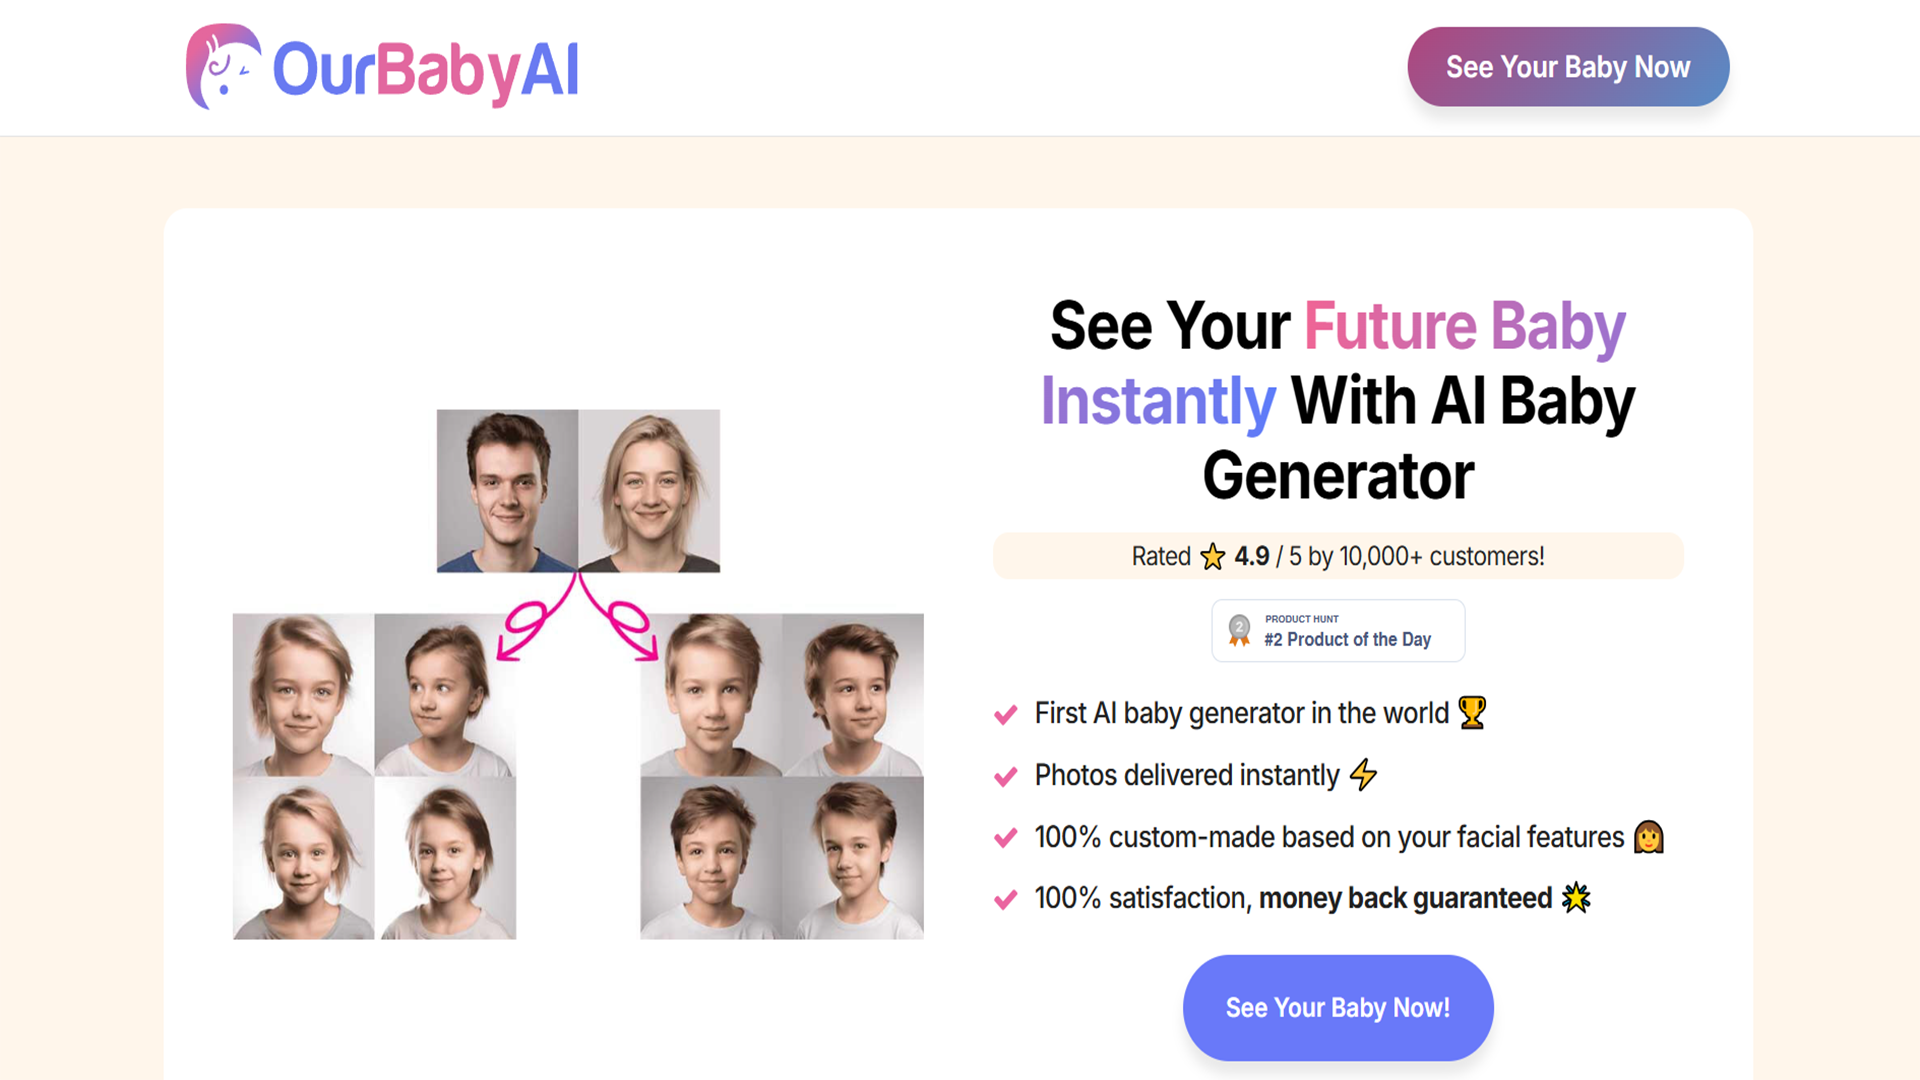 OurBabyAI
See Your Baby Now
See Your Future Baby
Instantly With AI Baby
Generator
Rated ⭐ 4.9 / 5 by 10,000+ customers!
2
PRODUCT HUNT
#2 Product of the Day
First AI baby generator in the world 🏆
Photos delivered instantly ⚡
100% custom-made based on your facial features 👩
100% satisfaction, money back guaranteed 🌟
See Your Baby Now!